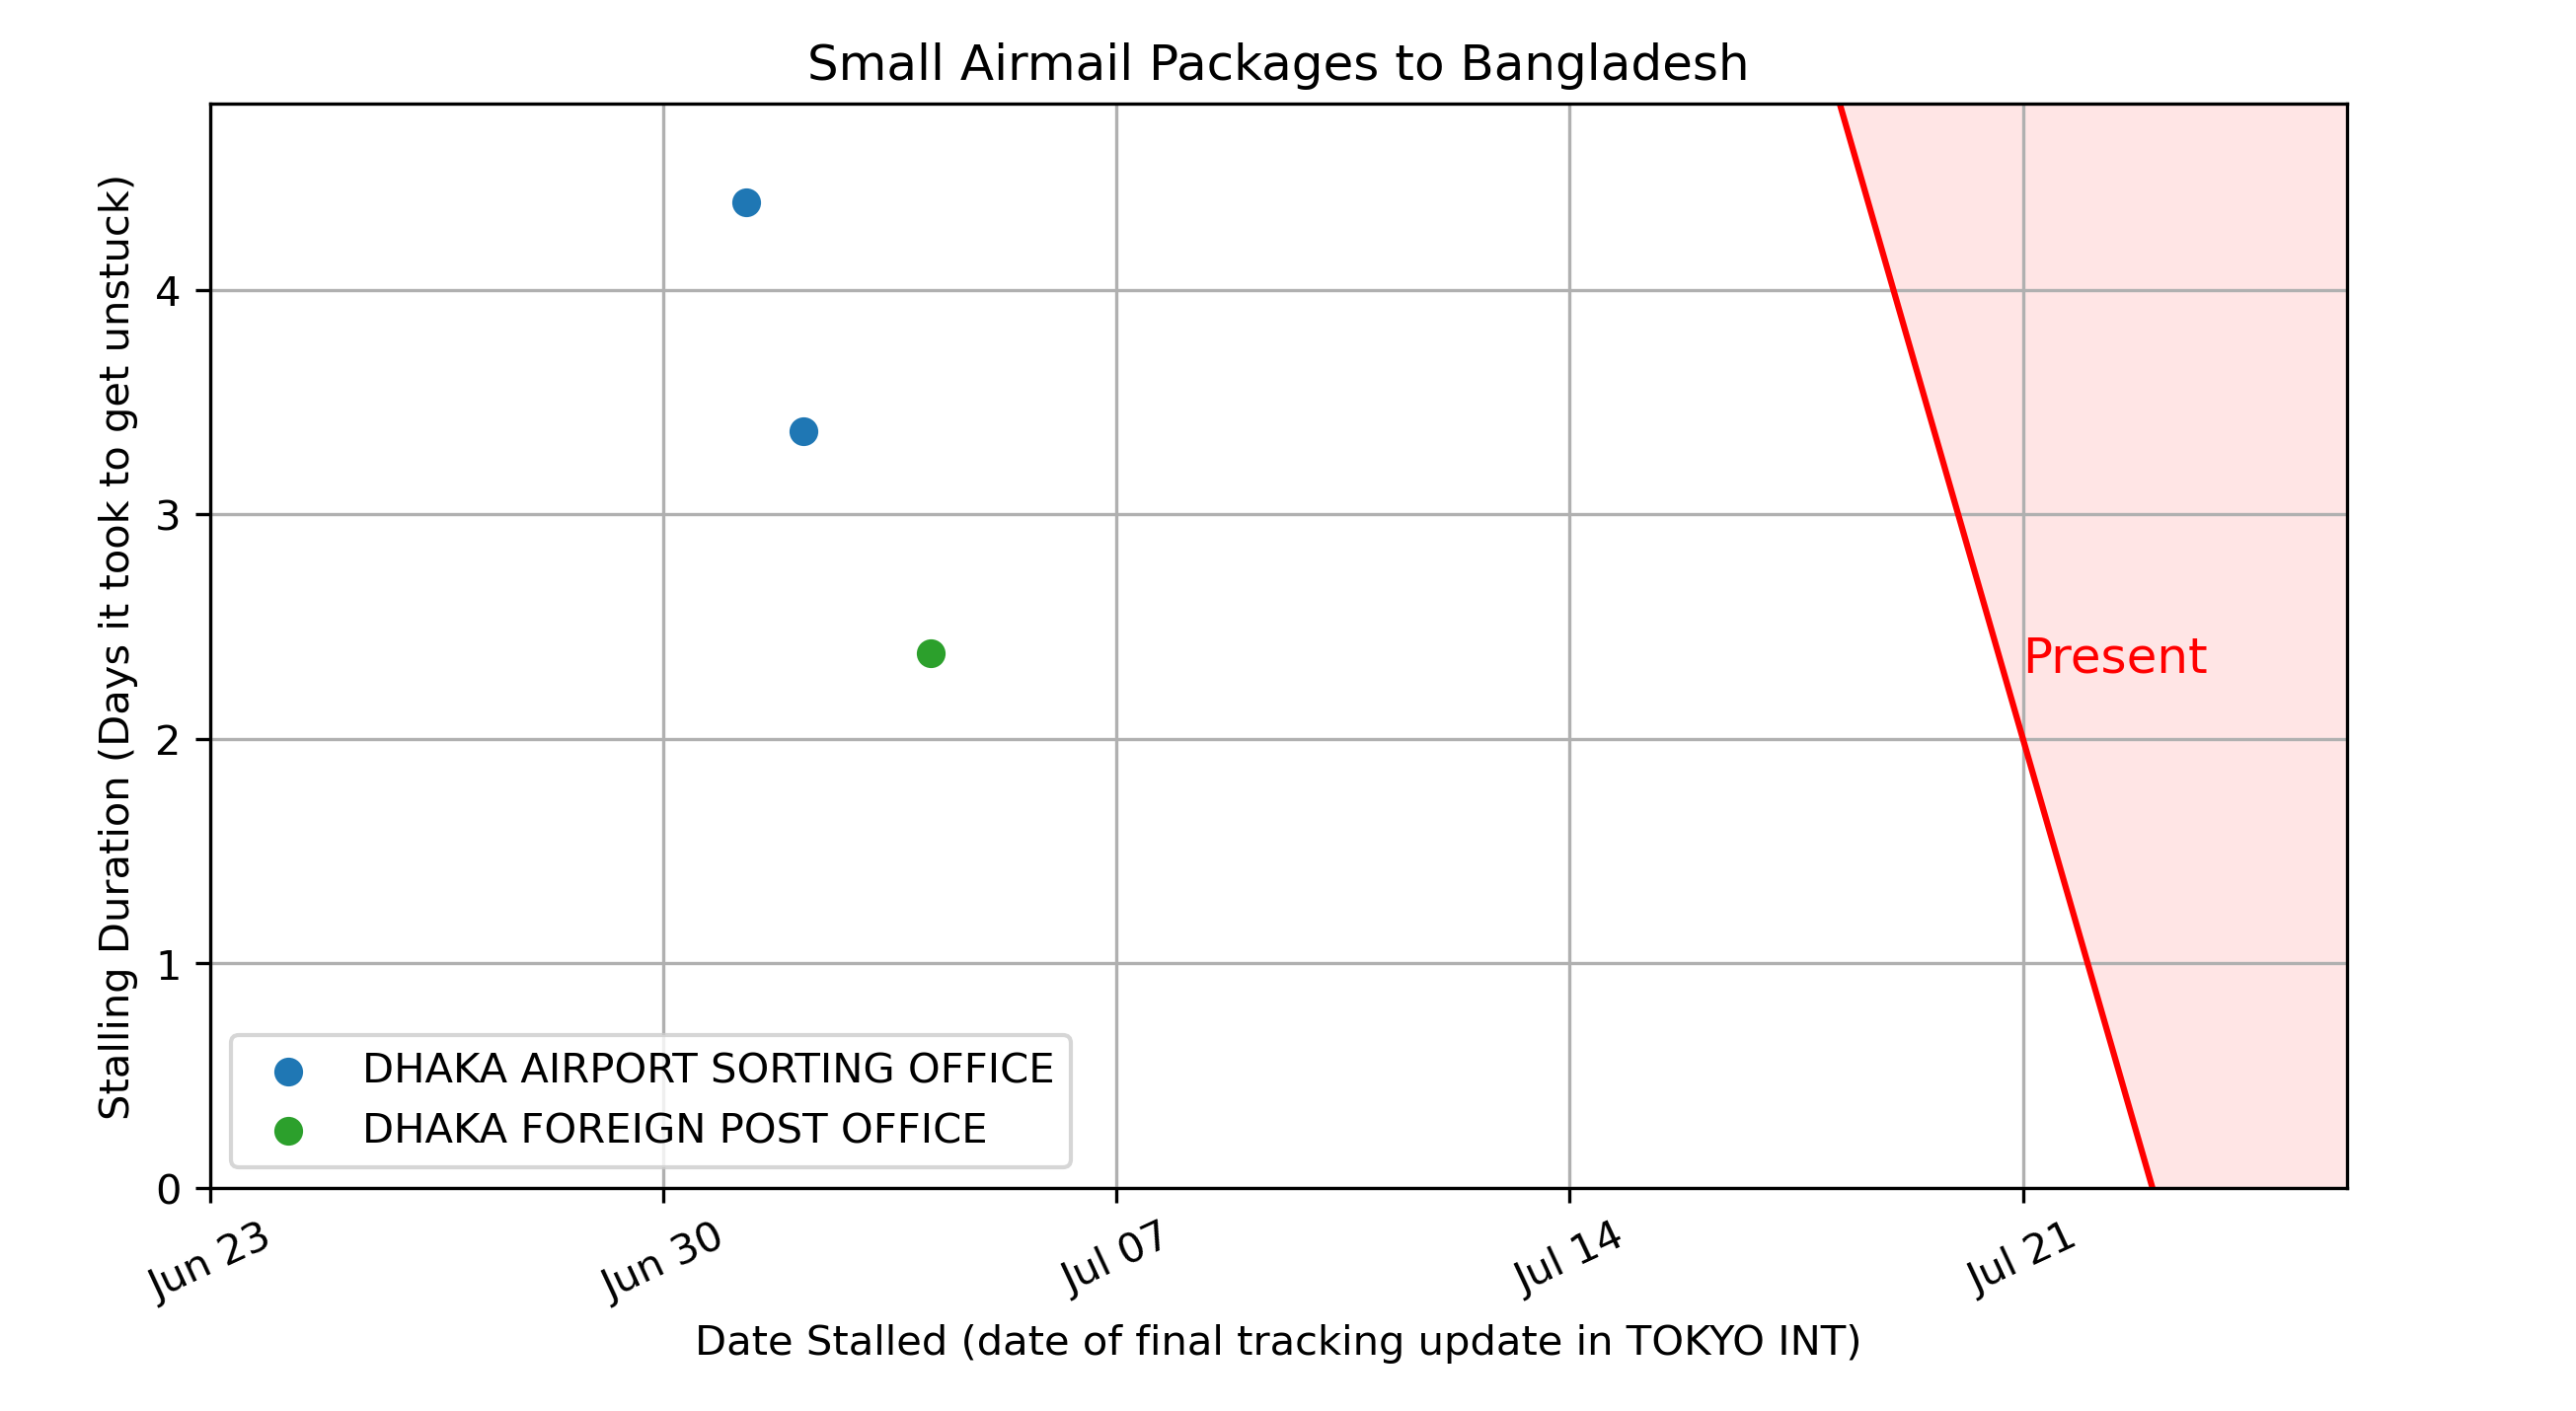 Small Airmail Packages to Bangladesh
Stalling Duration (Days it took to get unstuck)
4
3
2
1
0
Present
DHAKA AIRPORT SORTING OFFICE
DHAKA FOREIGN POST OFFICE
Jun 23
Jun 30
Jul 07
Jul 14
Jul 21
Date Stalled (date of final tracking update in TOKYO INT)